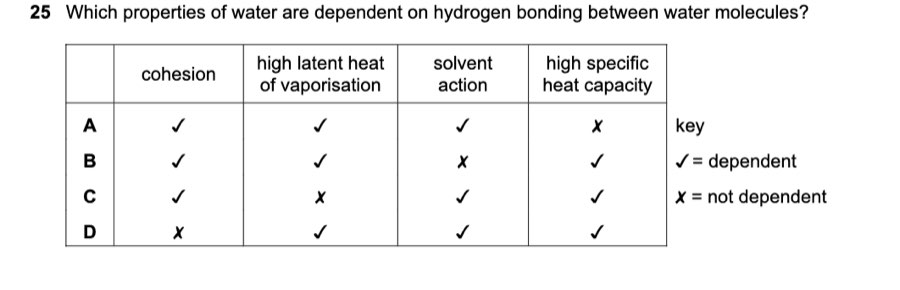 25 Which properties of water are dependent on hydrogen bonding between water molecules?
cohesion high latent heat of vaporisation solvent action high specific heat capacity
A ✓ ✓ ✓ ✗ key
B ✓ ✓ ✗ ✓ ✓ = dependent
C ✓ ✗ ✓ ✓ ✗ = not dependent
D ✗ ✓ ✓ ✓